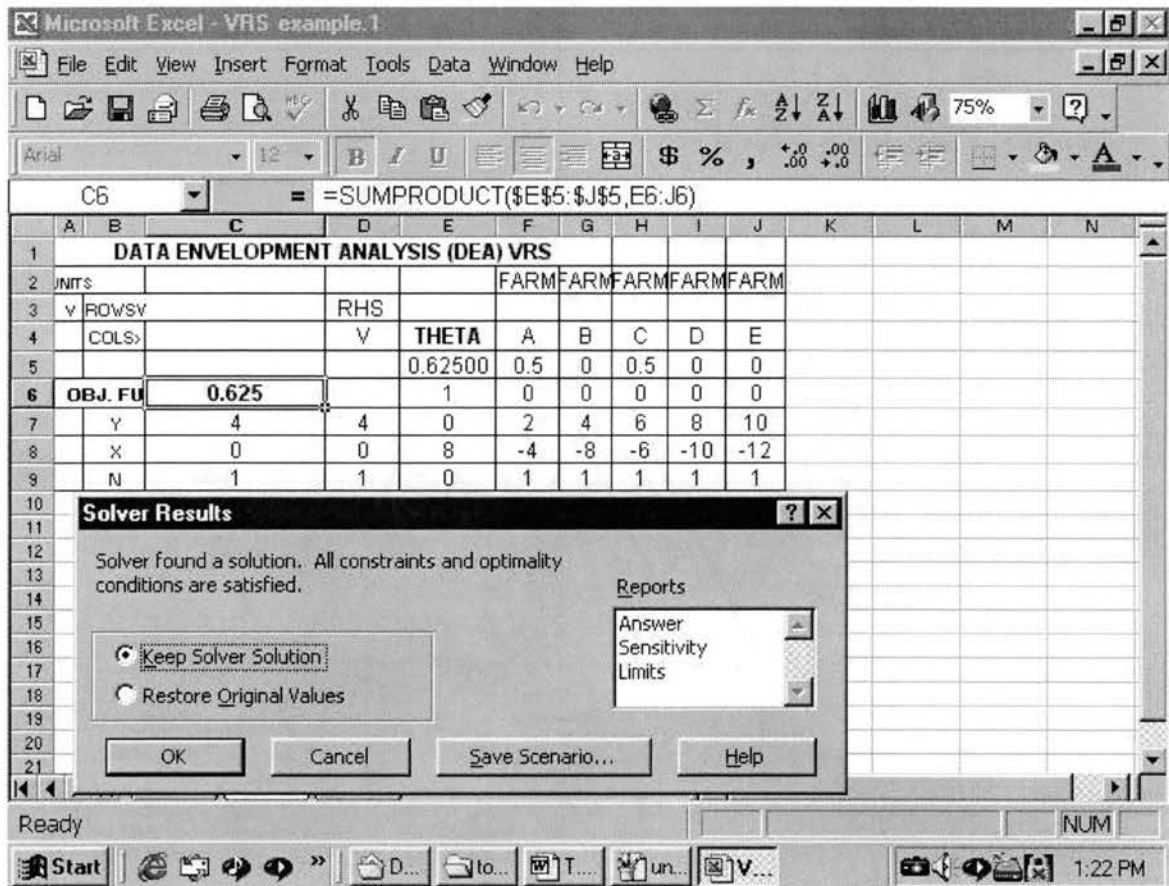 Microsoft Excel - VRS example.1
File Edit View Insert Format Tools Data Window Help
75%
Arial 12 B I U $ % ,
C6 = =SUMPRODUCT($E$5:$J$5,E6:J6)
A B C D E F G H I J K L M N
1 DATA ENVELOPMENT ANALYSIS (DEA) VRS
2 UNITS FARM FARM FARM FARM FARM
3 V ROWSV RHS
4 COLS> V THETA A B C D E
5 0.62500 0.5 0 0.5 0 0
6 OBJ. FU 0.625 1 0 0 0 0 0
7 Y 4 4 0 2 4 6 8 10
8 X 0 0 8 -4 -8 -6 -10 -12
9 N 1 1 0 1 1 1 1 1
10
11
12
13
14
15
16
17
18
19
20
21
Solver Results
Solver found a solution. All constraints and optimality
conditions are satisfied.
Reports
Answer
Sensitivity
Limits
Keep Solver Solution
Restore Original Values
OK Cancel Save Scenario... Help
Ready NUM
Start » D... to... T... un... V... 1:22 PM